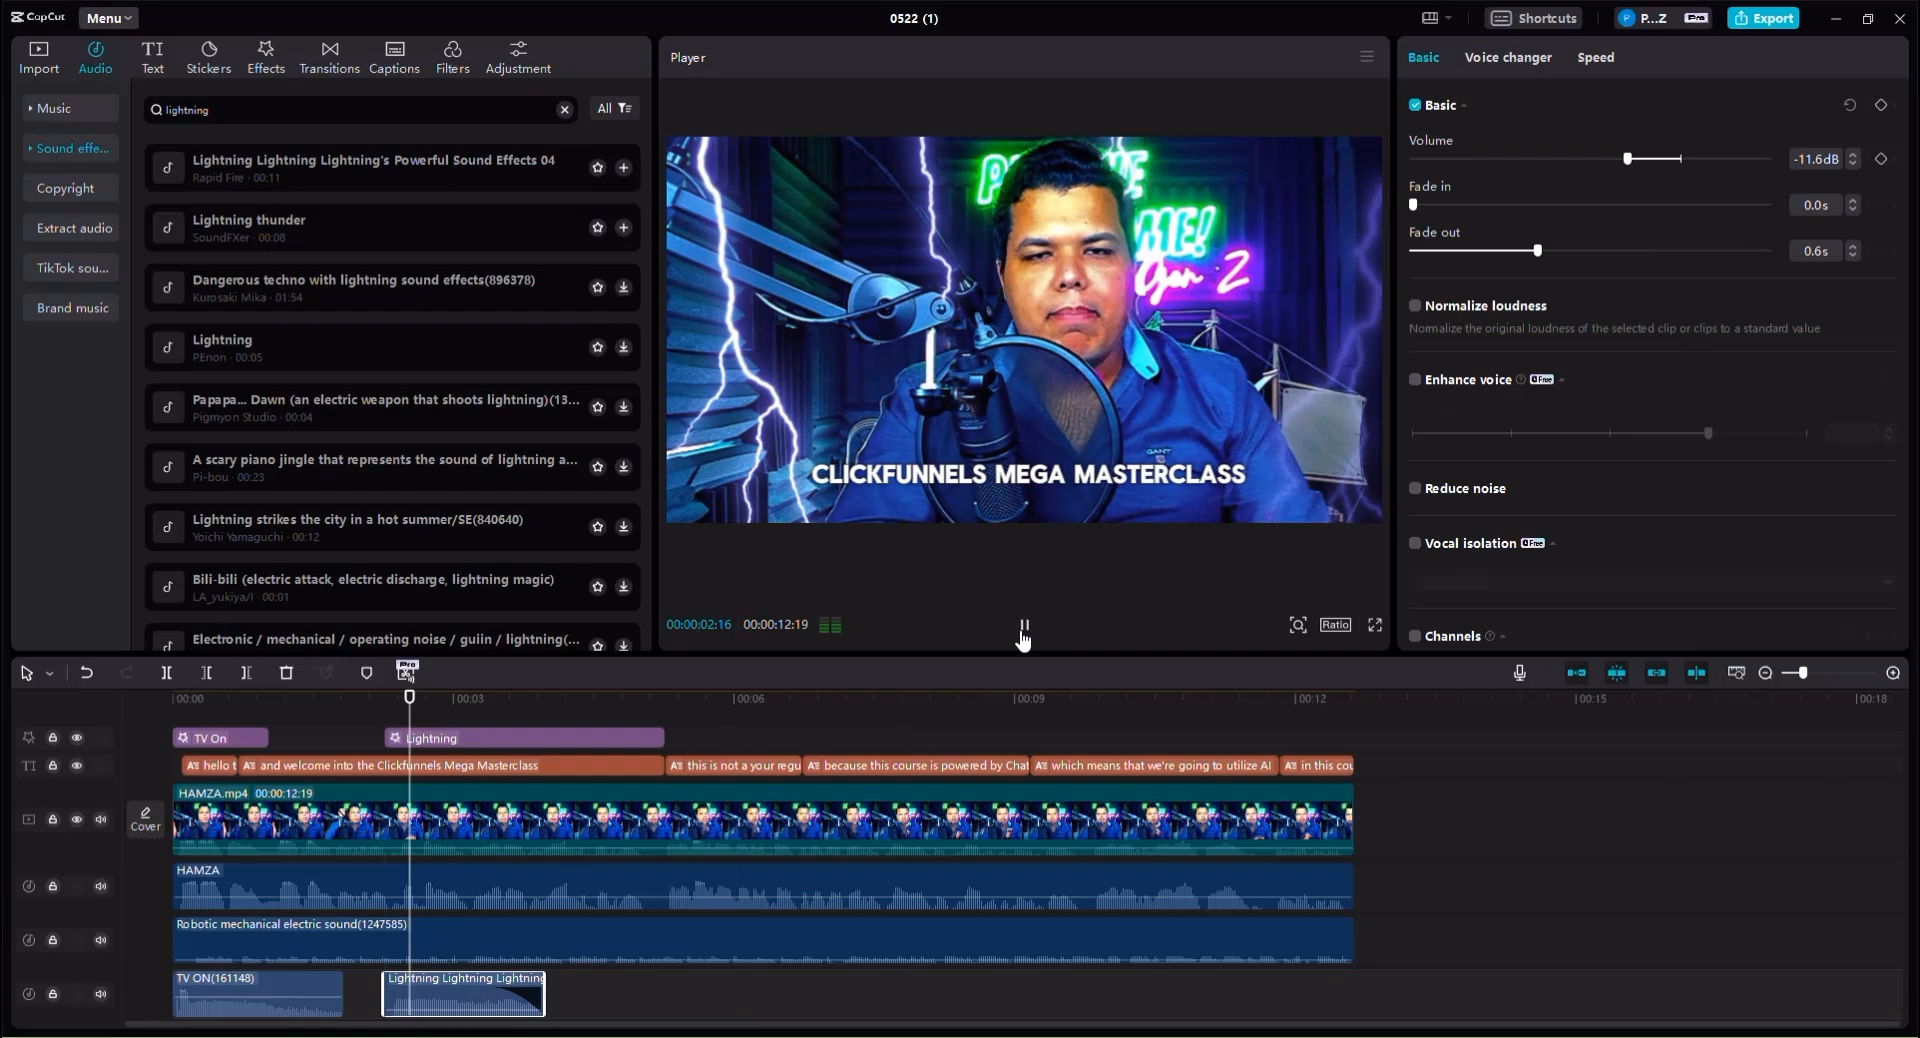 CapCut
Menu
0522 (1)
Shortcuts
P...Z
Pro
Export
Import
Audio
TI
Text
Stickers
Effects
Transitions
Captions
Filters
Adjustment
Music
Sound effe...
Copyright
Extract audio
TikTok sou...
Brand music
lightning
All
Lightning Lightning Lightning's Powerful Sound Effects 04
Rapid Fire · 00:11
Lightning thunder
SoundFXer · 00:08
Dangerous techno with lightning sound effects(896378)
Kurosaki Mika · 01:54
Lightning
PEnon · 00:05
Papapa... Dawn (an electric weapon that shoots lightning)(13...
Pigmyon Studio · 00:04
A scary piano jingle that represents the sound of lightning a...
Pi-bou · 00:23
Lightning strikes the city in a hot summer/SE(840640)
Yoichi Yamaguchi · 00:12
Bili-bili (electric attack, electric discharge, lightning magic)
LA_yukiya/I · 00:01
Electronic / mechanical / operating noise / guiin / lightning(...
Player
ME!
Gen Z
GANT
CLICKFUNNELS MEGA MASTERCLASS
00:00:02:16 00:00:12:19
Ratio
Basic
Voice changer
Speed
Basic
Volume
-11.6dB
Fade in
0.0s
Fade out
0.6s
Normalize loudness
Normalize the original loudness of the selected clip or clips to a standard value
Enhance voice
Free
Reduce noise
Vocal isolation
Free
Channels
Pro
00:00
00:03
00:06
00:09
00:12
00:15
00:18
TV On
Lightning
TI
hello t
and welcome into the Clickfunnels Mega Masterclass
this is not a your regu
because this course is powered by Chat
which means that we're going to utilize AI
in this cou
Cover
HAMZA.mp4 00:00:12:19
HAMZA
Robotic mechanical electric sound(1247585)
TV ON(161148)
Lightning Lightning Lightning